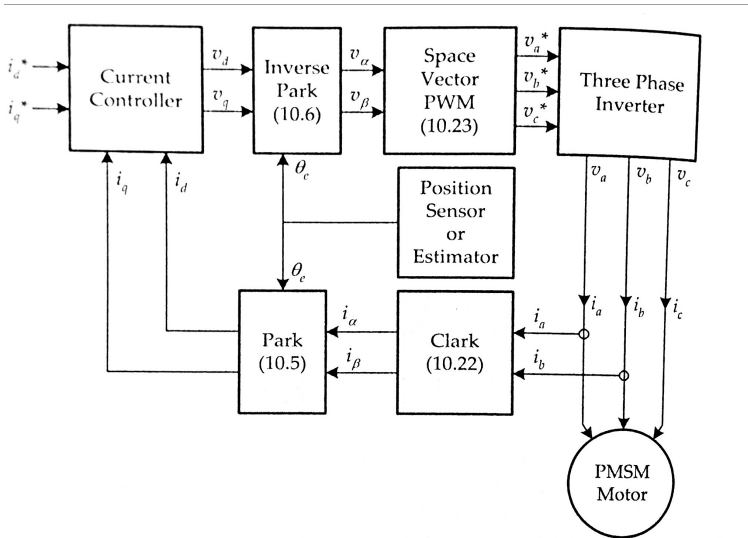 i_d*
i_q*
Current
Controller
v_d
v_q
Inverse
Park
(10.6)
v_α
v_β
Space
Vector
PWM
(10.23)
v_a*
v_b*
v_c*
Three Phase
Inverter
i_q
i_d
θ_e
Position
Sensor
or
Estimator
v_a
v_b
v_c
θ_e
Park
(10.5)
i_α
i_β
Clark
(10.22)
i_a
i_b
i_a
i_b
i_c
PMSM
Motor